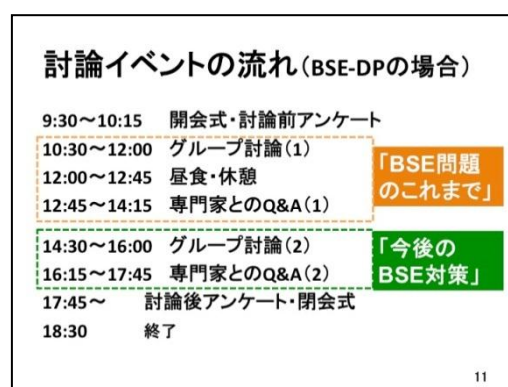 討論イベントの流れ(BSE-DPの場合)
9:30～10:15 開会式・討論前アンケート
10:30～12:00 グループ討論(1)
12:00～12:45 昼食・休憩
12:45～14:15 専門家とのQ&A(1)
「BSE問題
のこれまで」
14:30～16:00 グループ討論(2)
16:15～17:45 専門家とのQ&A(2)
「今後の
BSE対策」
17:45～ 討論後アンケート・閉会式
18:30 終了
11